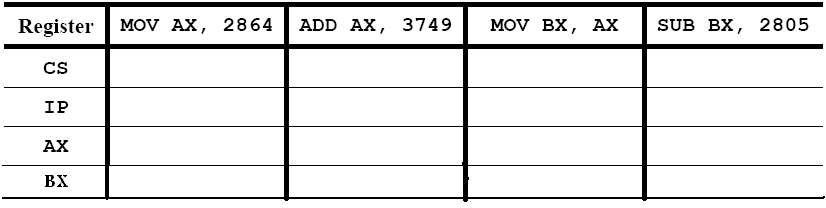 Register MOV AX, 2864 ADD AX, 3749 MOV BX, AX SUB BX, 2805
CS
IP
AX
BX